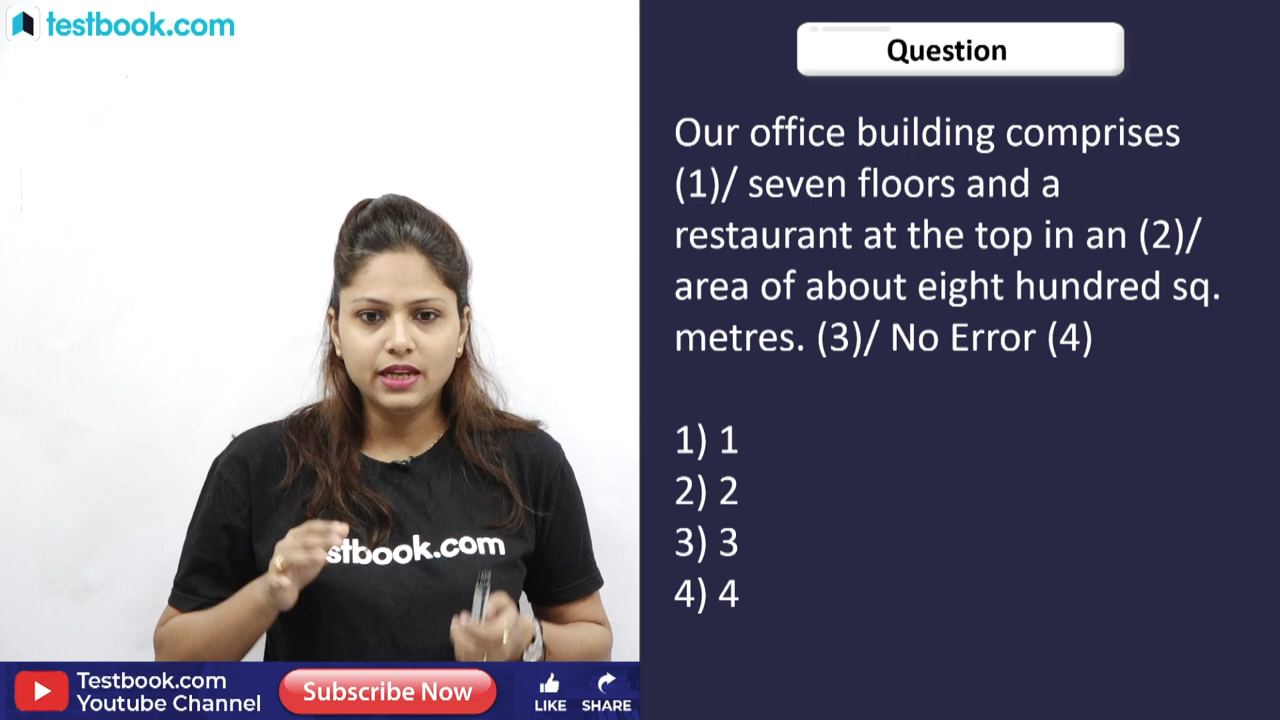 testbook.com
Question
Our office building comprises
(1)/ seven floors and a
restaurant at the top in an (2)/
area of about eight hundred sq.
metres. (3)/ No Error (4)
1) 1
2) 2
3) 3
4) 4
stbook.com
Testbook.com
Youtube Channel
Subscribe Now
LIKE
SHARE